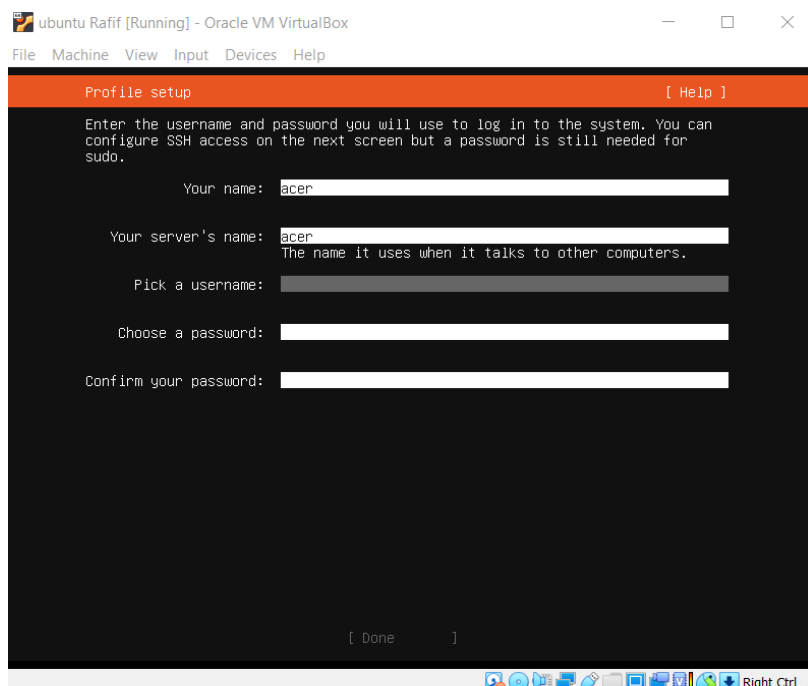 ubuntu Rafif [Running] - Oracle VM VirtualBox
File Machine View Input Devices Help
Profile setup [ Help ]
Enter the username and password you will use to log in to the system. You can
configure SSH access on the next screen but a password is still needed for
sudo.
Your name: acer
Your server's name: acer
The name it uses when it talks to other computers.
Pick a username:
Choose a password:
Confirm your password:
[ Done ]
Right Ctrl